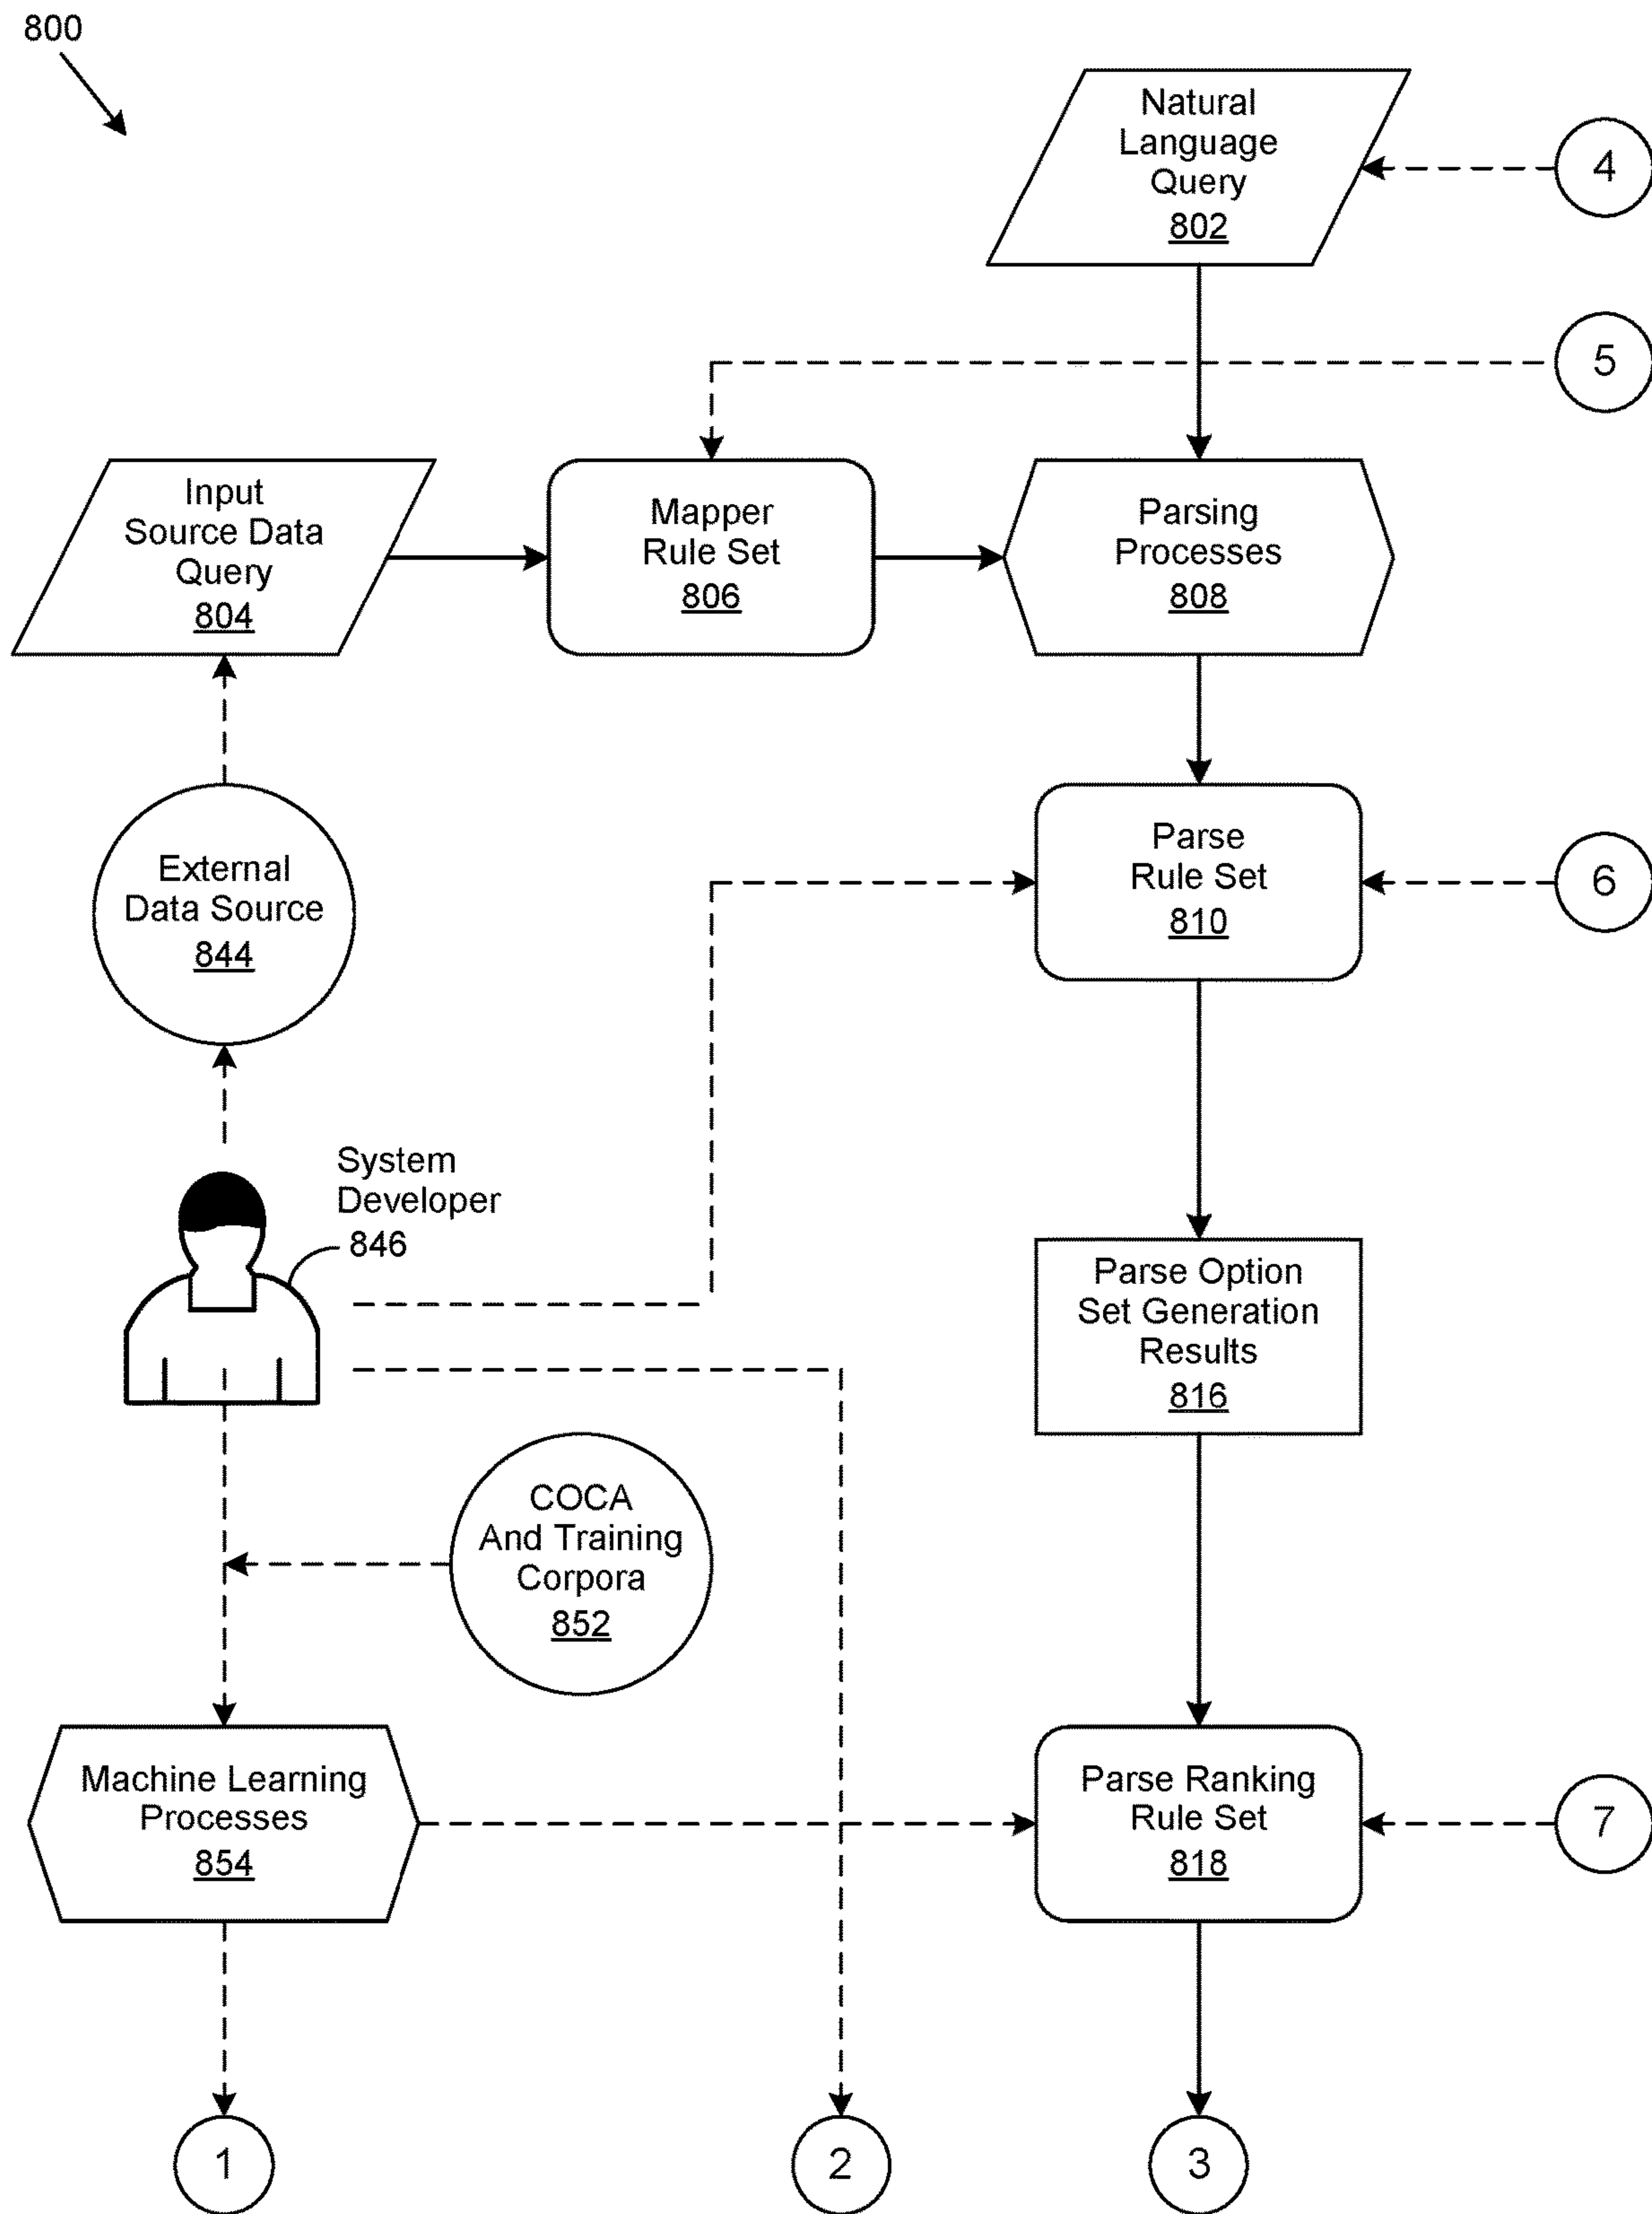 800
Natural
Language
Query
802
4
5
Input
Source Data
Query
804
Mapper
Rule Set
806
Parsing
Processes
808
External
Data Source
844
Parse
Rule Set
810
6
System
Developer
846
Parse Option
Set Generation
Results
816
COCA
And Training
Corpora
852
Machine Learning
Processes
854
Parse Ranking
Rule Set
818
7
1
2
3